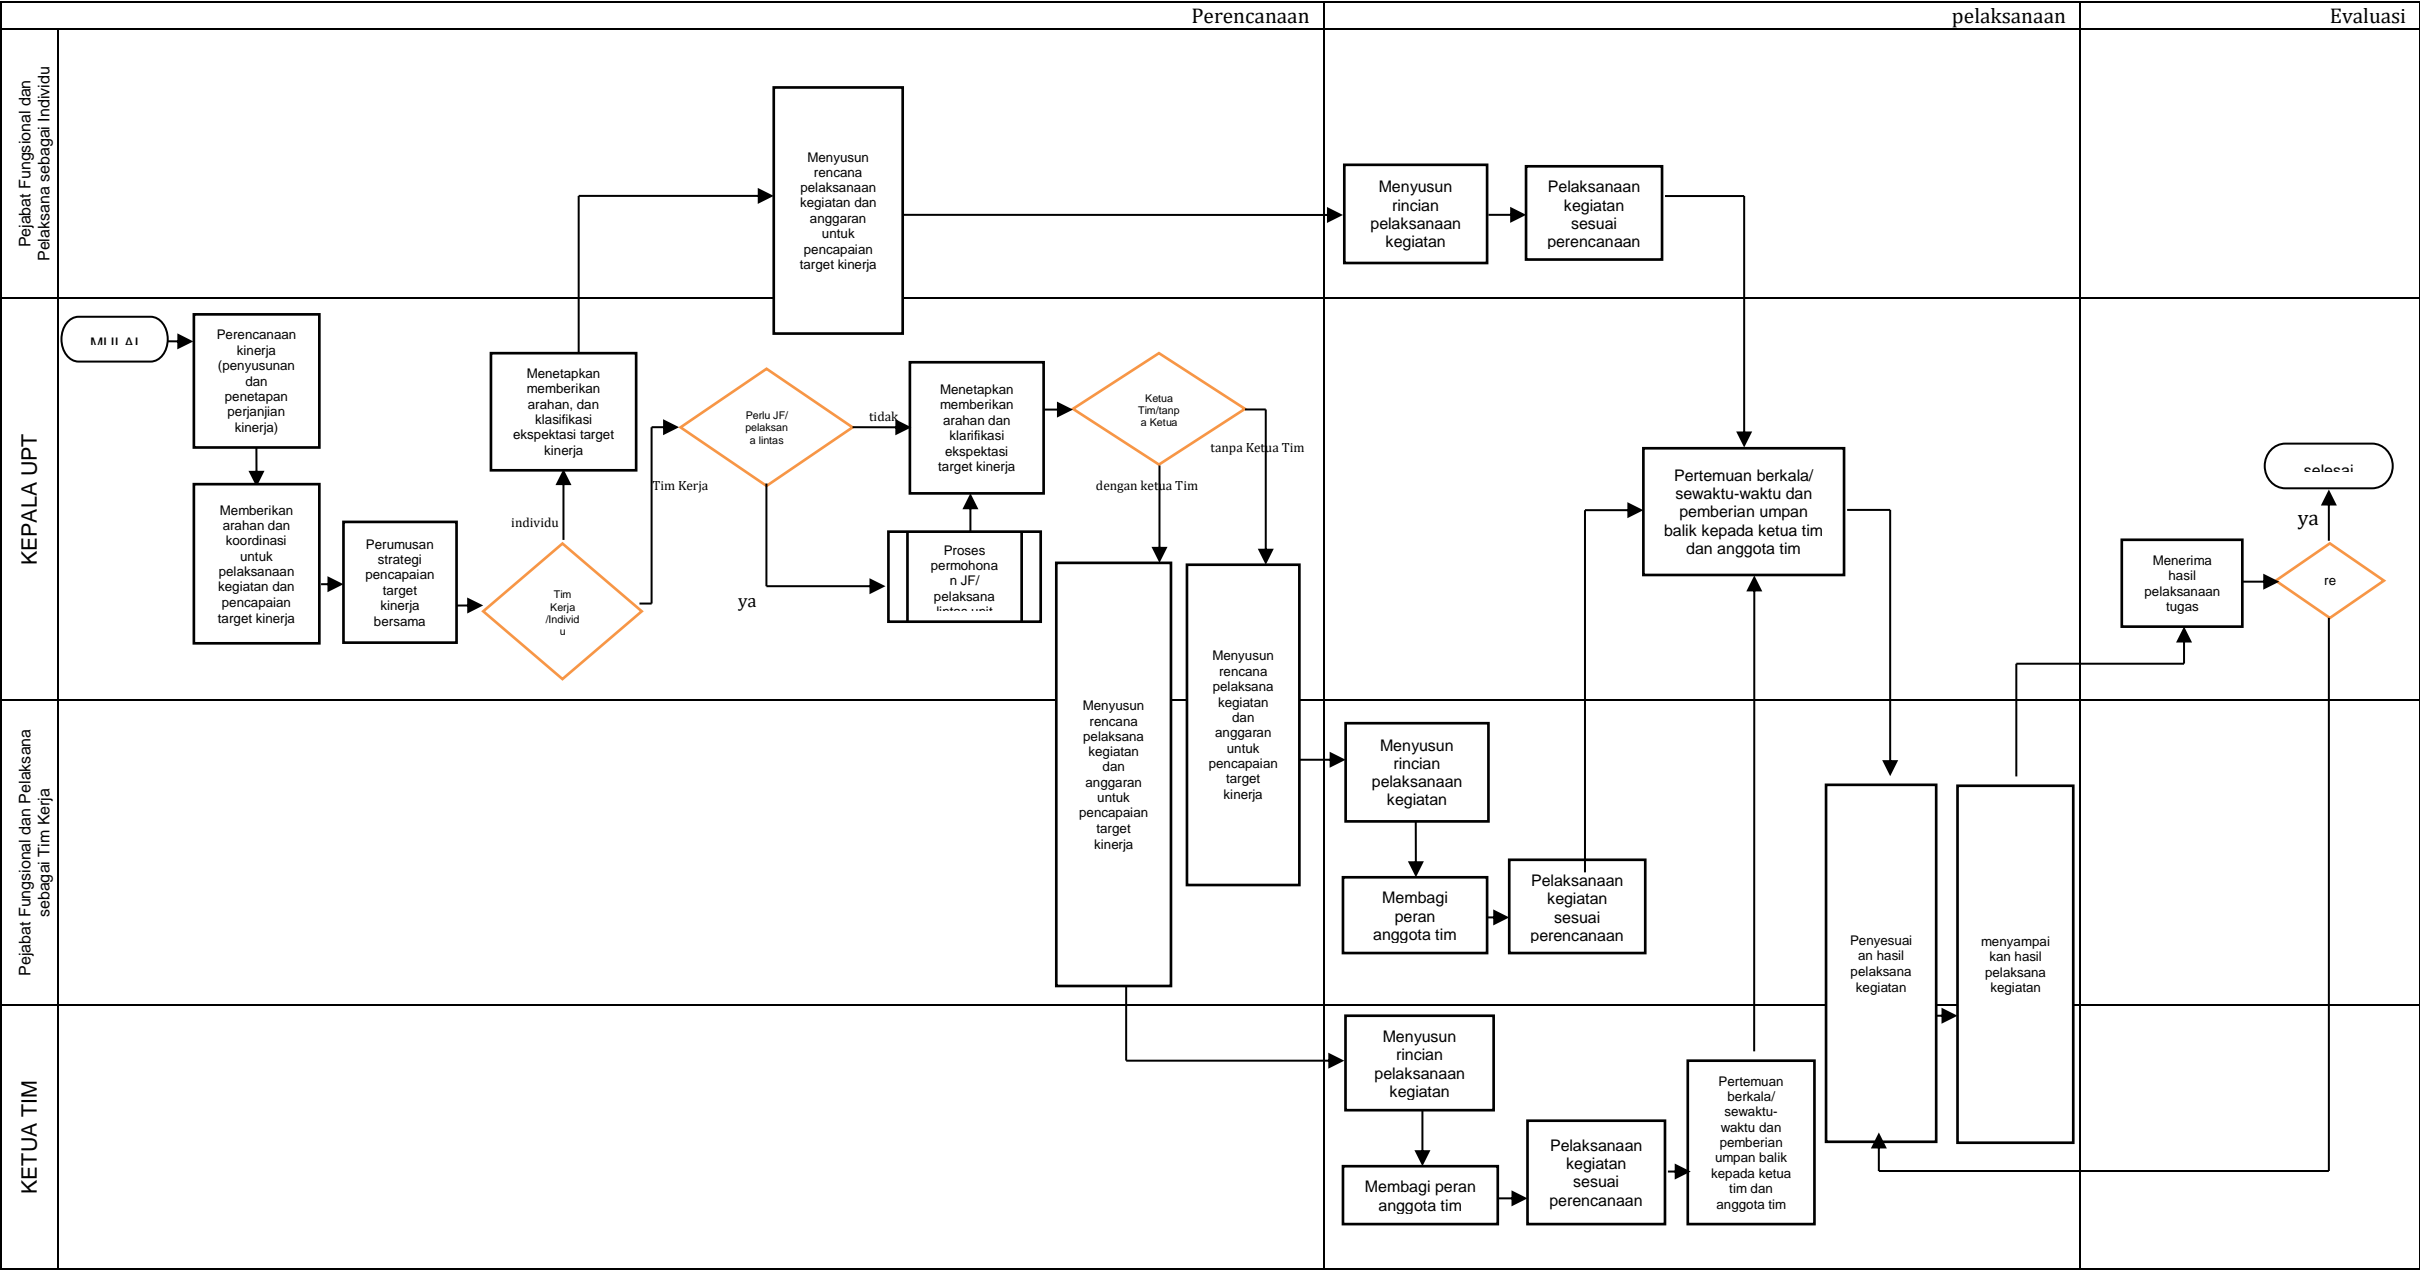 Perencanaan
pelaksanaan
Evaluasi
Pejabat Fungsional dan
Pelaksana sebagai Individu
Menyusun
rencana
pelaksanaan
kegiatan dan
anggaran
untuk
pencapaian
target kinerja
Menyusun
rincian
pelaksanaan
kegiatan
Pelaksanaan
kegiatan
sesuai
perencanaan
KEPALA UPT
MULAI
Perencanaan
kinerja
(penyusunan
dan
penetapan
perjanjian
kinerja)
Memberikan
arahan dan
koordinasi
untuk
pelaksanaan
kegiatan dan
pencapaian
target kinerja
Perumusan
strategi
pencapaian
target
kinerja
bersama
Tim
Kerja
/Individ
u
individu
Menetapkan
memberikan
arahan, dan
klasifikasi
ekspektasi target
kinerja
Tim Kerja
Perlu JF/
pelaksan
a lintas
tidak
ya
Proses
permohona
n JF/
pelaksana
lintas unit
Menetapkan
memberikan
arahan dan
klarifikasi
ekspektasi
target kinerja
Ketua
Tim/tanp
a Ketua
tanpa Ketua Tim
dengan ketua Tim
Menyusun
rencana
pelaksana
kegiatan
dan
anggaran
untuk
pencapaian
target
kinerja
Menyusun
rencana
pelaksana
kegiatan
dan
anggaran
untuk
pencapaian
target
kinerja
Pertemuan berkala/
sewaktu-waktu dan
pemberian umpan
balik kepada ketua tim
dan anggota tim
Menerima
hasil
pelaksanaan
tugas
re
ya
selesai
Pejabat Fungsional dan Pelaksana
sebagai Tim Kerja
Menyusun
rincian
pelaksanaan
kegiatan
Membagi
peran
anggota tim
Pelaksanaan
kegiatan
sesuai
perencanaan
Penyesuai
an hasil
pelaksana
kegiatan
menyampai
kan hasil
pelaksana
kegiatan
KETUA TIM
Menyusun
rincian
pelaksanaan
kegiatan
Membagi peran
anggota tim
Pelaksanaan
kegiatan
sesuai
perencanaan
Pertemuan
berkala/
sewaktu-
waktu dan
pemberian
umpan balik
kepada ketua
tim dan
anggota tim